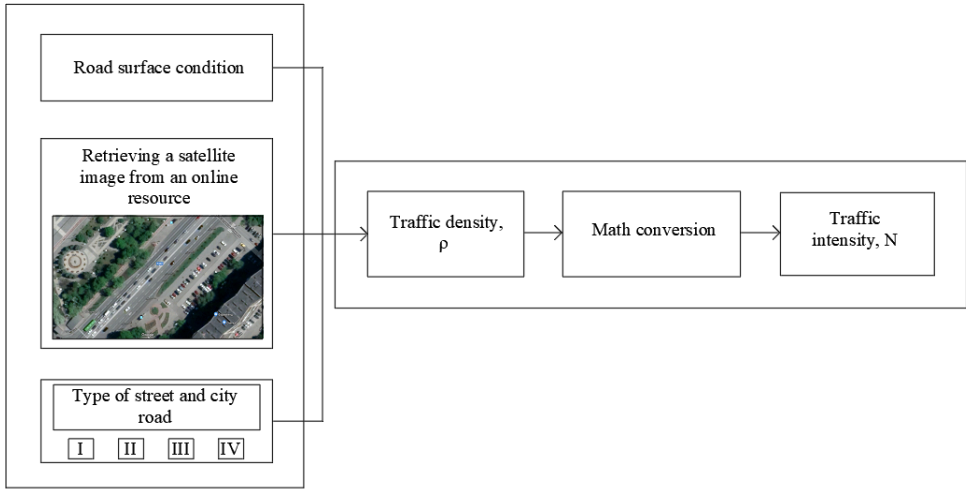 Road surface condition
Retrieving a satellite
image from an online
resource
Type of street and city
road
I II III IV
Traffic density,
ρ
Math conversion
Traffic
intensity, N